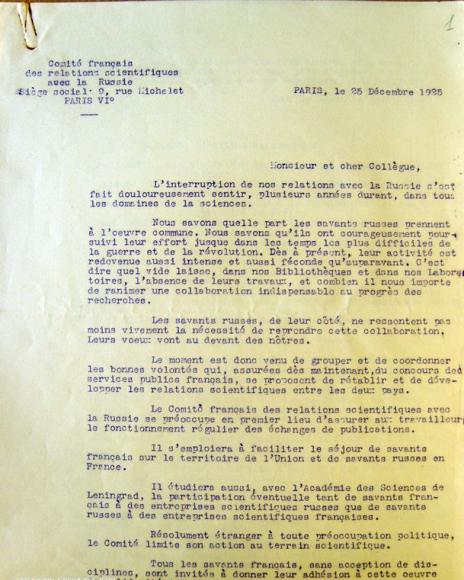 1
Comité français
des relations scientifiques
avec la Russie
Siège social: 9, rue Michelet
PARIS VI°
PARIS, le 25 Décembre 1925
Monsieur et cher Collègue,
L'interruption de nos relations avec la Russie s'est
fait douloureusement sentir, plusieurs années durant, dans tous
les domaines de la sciences.
Nous savons quelle part les savants russes prennent
à l'oeuvre commune. Nous savons qu'ils ont courageusement pour-
suivi leur effort jusque dans les temps les plus difficiles de
la guerre et de la révolution. Dès à présent, leur activité est
redevenue aussi intense et aussi féconde qu'auparavant. C'est
dire quel vide laisse, dans nos Bibliothèques et dans nos Labora
toires, l'absence de leurs travaux, et combien il nous importe
de ranimer une collaboration indispensable au progrès des
recherches.
Les savants russes, de leur côté, ne ressentent pas
moins vivement la nécessité de reprendre cette collaboration.
Leurs voeux vont au devant des nôtres.
Le moment est donc venu de grouper et de coordonner
les bonnes volontés qui, assurées dès maintenant, du concours des
services publics français, se proposent de rétablir et de déve-
lopper les relations scientifiques entre les deux pays.
Le Comité français des relations scientifiques avec
la Russie se préoccupe en premier lieu d'assurer aux travailleurs
le fonctionnement régulier des échanges de publications.
Il s'emploiera à faciliter le séjour de savants
français sur le territoire de l'Union et de savants russes en
France.
Il étudiera aussi, avec l'Académie des Sciences de
Leningrad, la participation éventuelle tant de savants fran-
çais à des entreprises scientifiques russes que de savants
russes à des entreprises scientifiques françaises.
Résolument étranger à toute préoccupation politique,
le Comité limite son action au terrain scientifique.
Tous les savants français, sans acception de dis-
ciplines, sont invités à donner leur adhésion à cette oeuvre